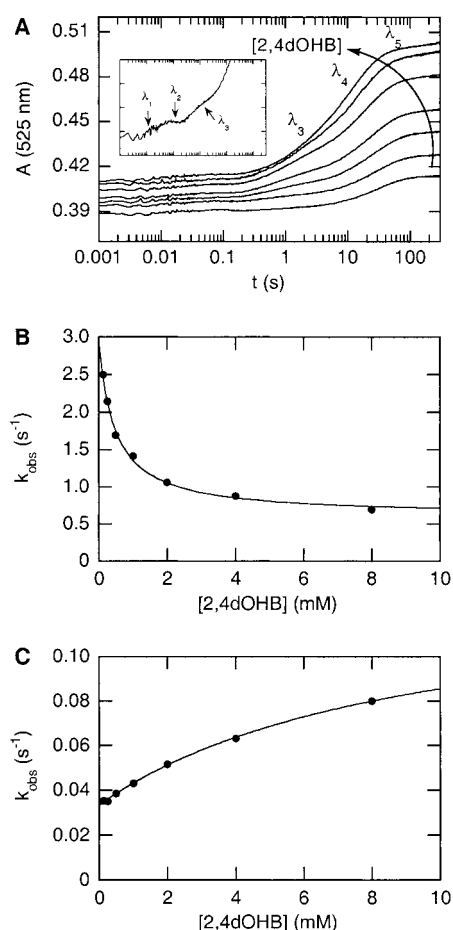 A
0.51
0.48
0.45
0.42
0.39
A (525 nm)
[2,4dOHB]
λ5
λ4
λ3
λ1
λ2
λ3
0.001 0.01 0.1 1 10 100
t (s)
B
3.0
2.5
2.0
1.5
1.0
0.5
0
kobs (s-1)
0 2 4 6 8 10
[2,4dOHB] (mM)
C
0.10
0.08
0.06
0.04
0.02
0.00
kobs (s-1)
0 2 4 6 8 10
[2,4dOHB] (mM)